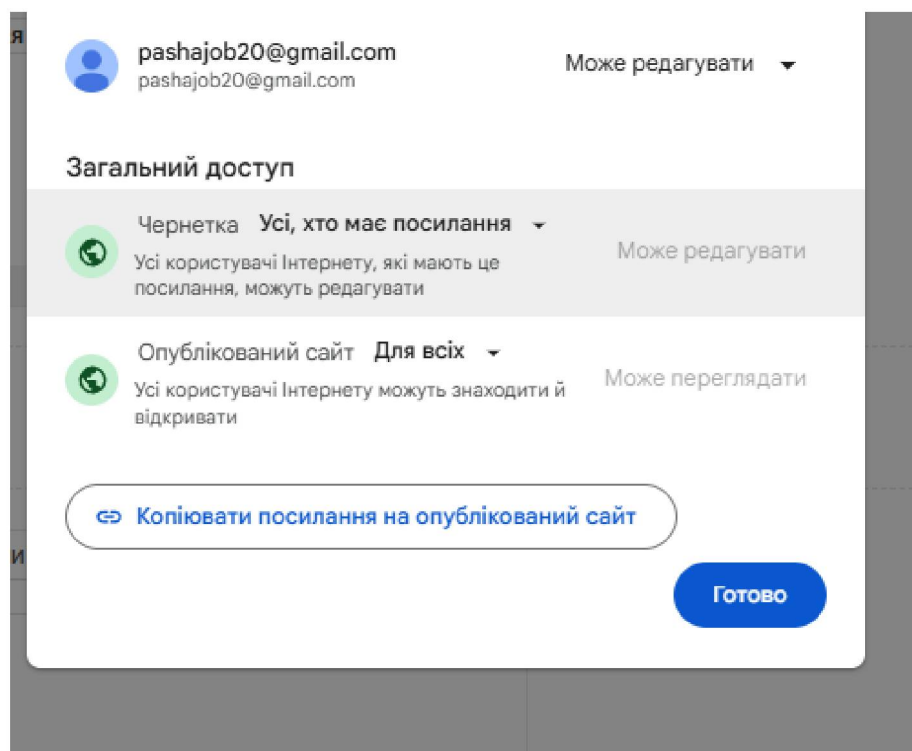 я
pashajob20@gmail.com
pashajob20@gmail.com
Може редагувати
Загальний доступ
Чернетка Усі, хто має посилання
Усі користувачі Інтернету, які мають це
посилання, можуть редагувати
Може редагувати
Опублікований сайт Для всіх
Усі користувачі Інтернету можуть знаходити й
відкривати
Може переглядати
Копіювати посилання на опублікований сайт
и
Готово